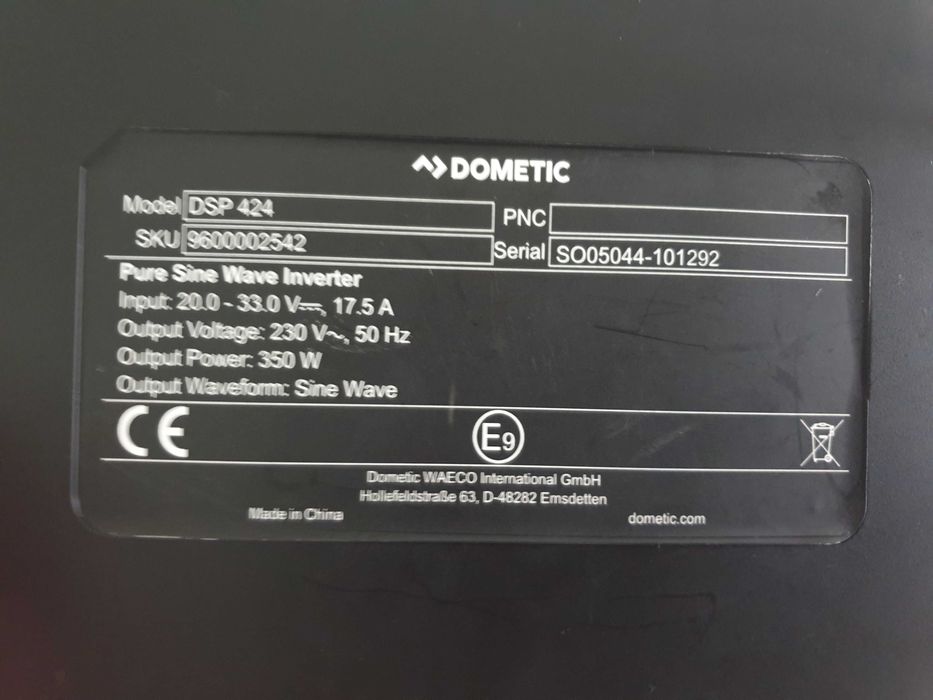 DOMETIC
Model DSP 424
PNC
SKU 9600002542
Serial SO05044-101292
Pure Sine Wave Inverter
Input: 20.0 - 33.0 V⎓, 17.5 A
Output Voltage: 230 V~, 50 Hz
Output Power: 350 W
Output Waveform: Sine Wave
CE
E9
Dometic WAECO International GmbH
Hollefeldstraße 63, D-48282 Emsdetten
Made in China
dometic.com